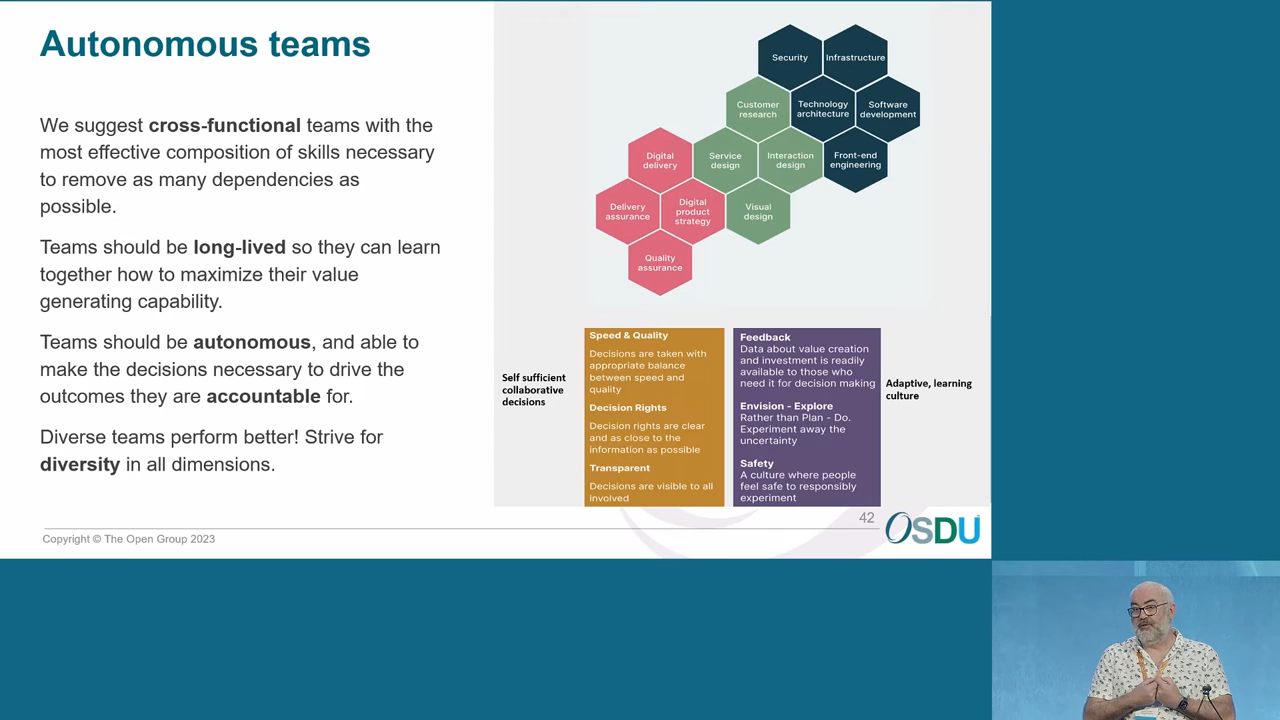 Autonomous teams
We suggest cross-functional teams with the
most effective composition of skills necessary
to remove as many dependencies as
possible.
Teams should be long-lived so they can learn
together how to maximize their value
generating capability.
Teams should be autonomous, and able to
make the decisions necessary to drive the
outcomes they are accountable for.
Diverse teams perform better! Strive for
diversity in all dimensions.
Security
Infrastructure
Customer
research
Technology
architecture
Software
development
Digital
delivery
Service
design
Interaction
design
Front-end
engineering
Delivery
assurance
Digital
product
strategy
Visual
design
Quality
assurance
Self sufficient
collaborative
decisions
Speed & Quality
Decisions are taken with
appropriate balance
between speed and
quality
Decision Rights
Decision rights are clear
and as close to the
information as possible
Transparent
Decisions are visible to all
involved
Feedback
Data about value creation
and investment is readily
available to those who
need it for decision making
Envision - Explore
Rather than Plan - Do.
Experiment away the
uncertainty
Safety
A culture where people
feel safe to responsibly
experiment
Adaptive, learning
culture
42
Copyright © The Open Group 2023
OSDU